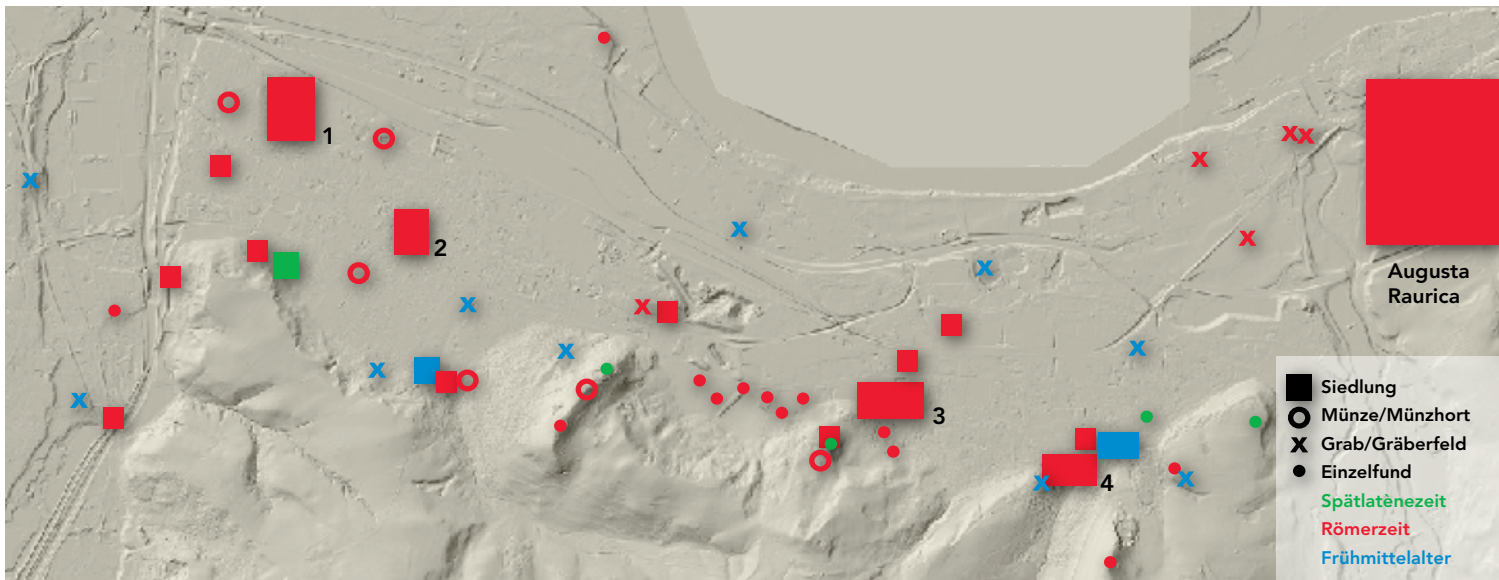 1
2
Augusta
Raurica
3
4
Siedlung
Münze/Münzhort
Grab/Gräberfeld
Einzelfund
Spätlatènezeit
Römerzeit
Frühmittelalter